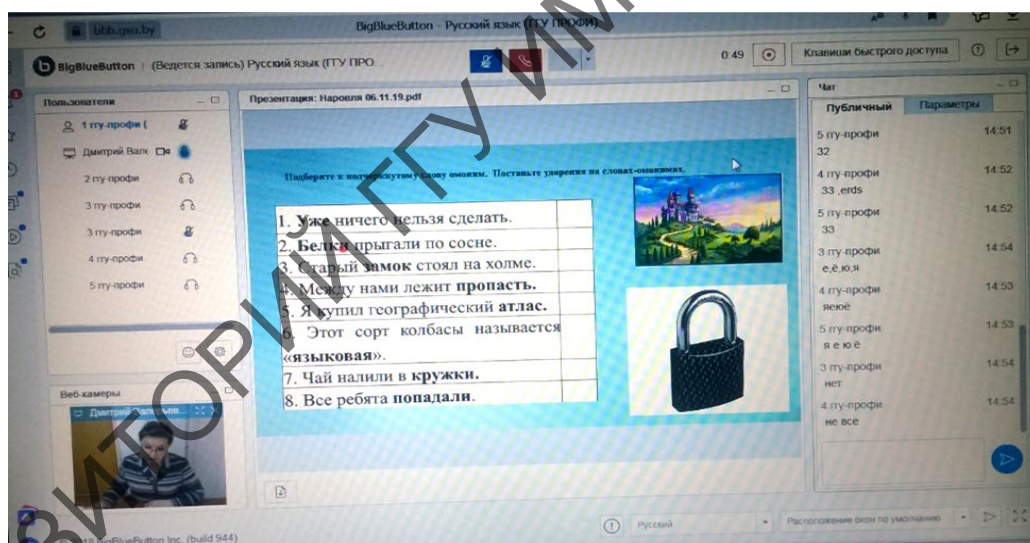 bbb.gsu.by
BigBlueButton - Русский язык (ГГУ ПРОФИ)
BigBlueButton
(Ведется запись) Русский язык (ГГУ ПРО...
0:49
Клавиши быстрого доступа
Пользователи
1 гту-профи (
Дмитрий Валє
2 гту-профи
3 гту-профи
3 гту-профи
4 гту-профи
5 гту-профи
Веб-камеры
Дмитрий
Презентация: Наровля 06.11.19.pdf
Подберите к подчеркнутому слову омоним. Поставьте ударения на словах-омонимах.
1. Уже ничего нельзя сделать.
2. Белки прыгали по сосне.
3. Старый замок стоял на холме.
4. Между нами лежит пропасть.
5. Я купил географический атлас.
6. Этот сорт колбасы называется
«языковая».
7. Чай налили в кружки.
8. Все ребята попадали.
Чат
Публичный
Параметры
5 гту-профи 14:51
32
4 гту-профи 14:52
33 ,erds
5 гту-профи 14:52
33
3 гту-профи 14:54
е,ё,ю,я
4 гту-профи 14:53
яеюё
5 гту-профи 14:53
я е ю ё
3 гту-профи 14:54
нет
4 гту-профи 14:54
не все
Русский
Расположение окон по умолчанию
BigBlueButton Inc. (build 944)
ЗИТОРИЙ ГГУ ИМ